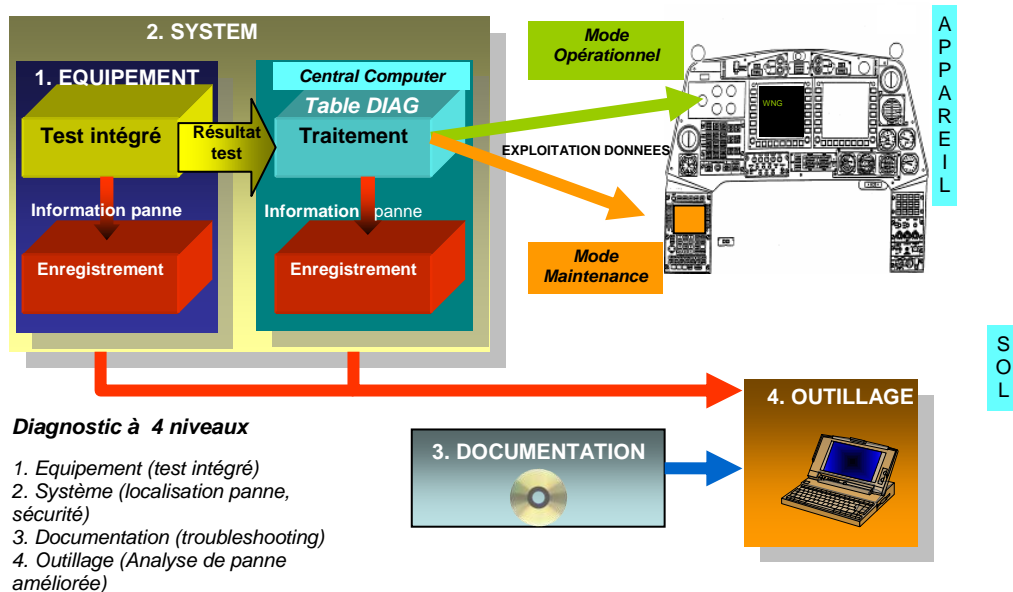 2. SYSTEM
1. EQUIPEMENT
Test intégré
Résultat
test
Information panne
Enregistrement
Central Computer
Table DIAG
Traitement
Information panne
Enregistrement
Mode
Opérationnel
EXPLOITATION DONNEES
Mode
Maintenance
WNG
APPAREIL
SOL
4. OUTILLAGE
3. DOCUMENTATION
Diagnostic à 4 niveaux
1. Equipement (test intégré)
2. Système (localisation panne,
sécurité)
3. Documentation (troubleshooting)
4. Outillage (Analyse de panne
améliorée)